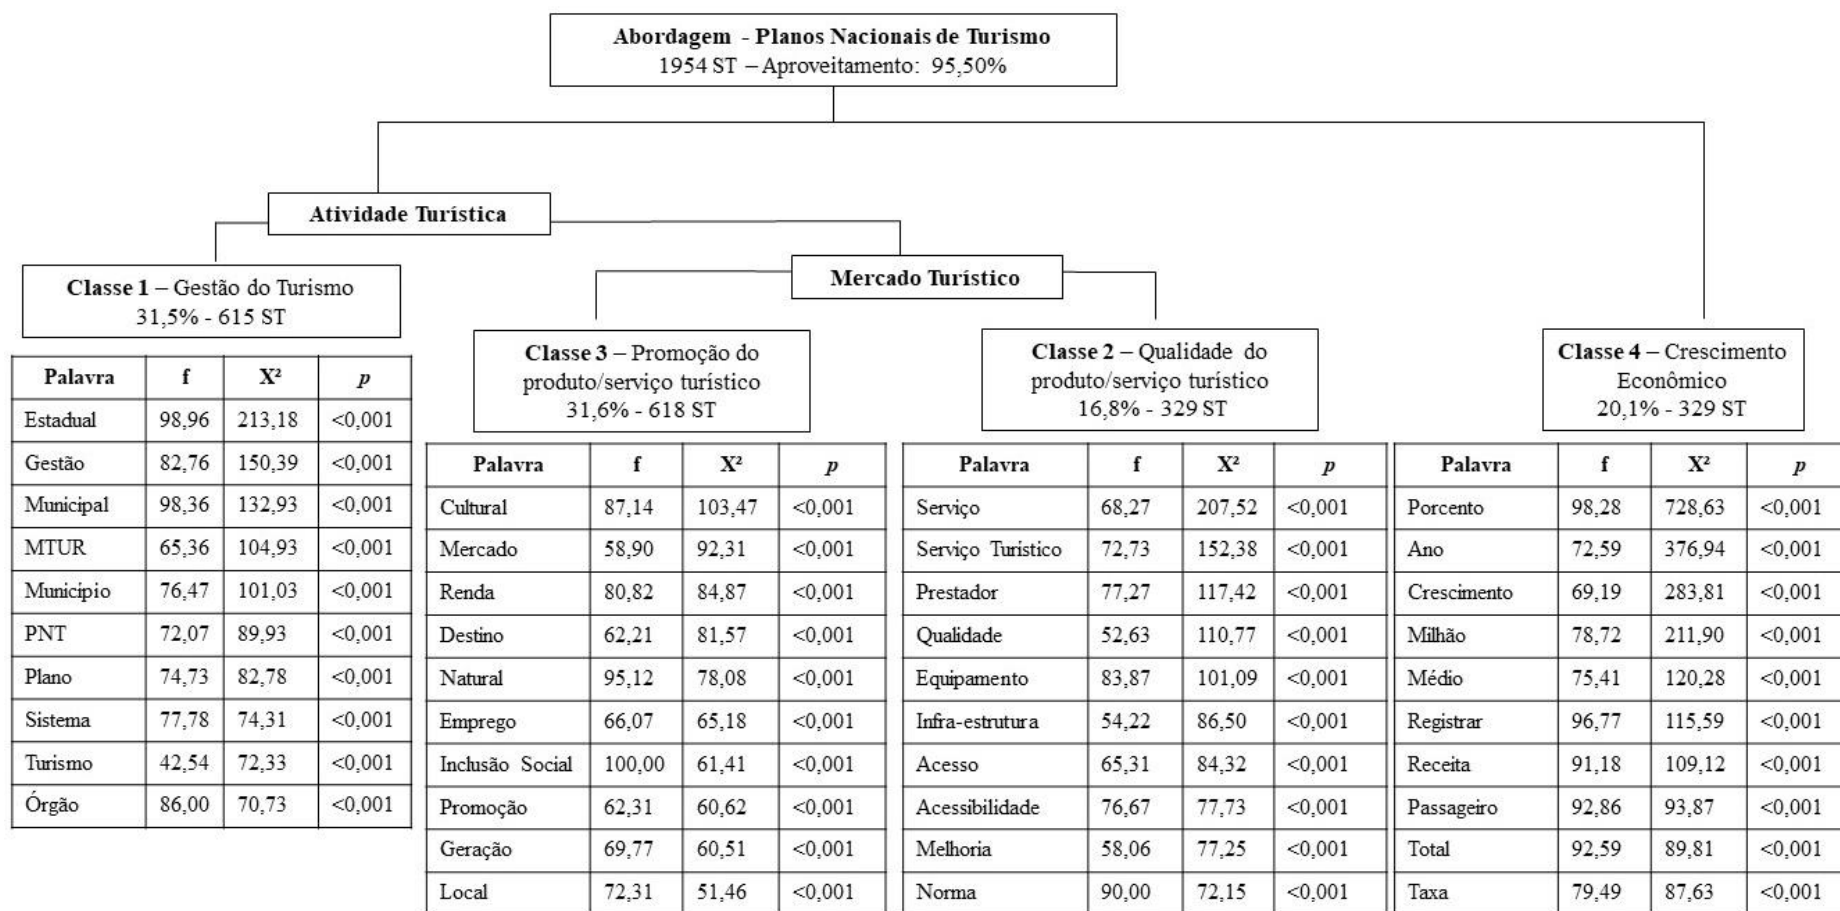 Abordagem - Planos Nacionais de Turismo
1954 ST – Aproveitamento: 95,50%
Atividade Turística
Mercado Turístico
Classe 1 – Gestão do Turismo
31,5% - 615 ST
Palavra f X² p
Estadual 98,96 213,18 <0,001
Gestão 82,76 150,39 <0,001
Municipal 98,36 132,93 <0,001
MTUR 65,36 104,93 <0,001
Município 76,47 101,03 <0,001
PNT 72,07 89,93 <0,001
Plano 74,73 82,78 <0,001
Sistema 77,78 74,31 <0,001
Turismo 42,54 72,33 <0,001
Órgão 86,00 70,73 <0,001
Classe 3 – Promoção do
produto/serviço turístico
31,6% - 618 ST
Palavra f X² p
Cultural 87,14 103,47 <0,001
Mercado 58,90 92,31 <0,001
Renda 80,82 84,87 <0,001
Destino 62,21 81,57 <0,001
Natural 95,12 78,08 <0,001
Emprego 66,07 65,18 <0,001
Inclusão Social 100,00 61,41 <0,001
Promoção 62,31 60,62 <0,001
Geração 69,77 60,51 <0,001
Local 72,31 51,46 <0,001
Classe 2 – Qualidade do
produto/serviço turístico
16,8% - 329 ST
Palavra f X² p
Serviço 68,27 207,52 <0,001
Serviço Turistico 72,73 152,38 <0,001
Prestador 77,27 117,42 <0,001
Qualidade 52,63 110,77 <0,001
Equipamento 83,87 101,09 <0,001
Infra-estrutura 54,22 86,50 <0,001
Acesso 65,31 84,32 <0,001
Acessibilidade 76,67 77,73 <0,001
Melhoria 58,06 77,25 <0,001
Norma 90,00 72,15 <0,001
Classe 4 – Crescimento
Econômico
20,1% - 329 ST
Palavra f X² p
Porcento 98,28 728,63 <0,001
Ano 72,59 376,94 <0,001
Crescimento 69,19 283,81 <0,001
Milhão 78,72 211,90 <0,001
Médio 75,41 120,28 <0,001
Registrar 96,77 115,59 <0,001
Receita 91,18 109,12 <0,001
Passageiro 92,86 93,87 <0,001
Total 92,59 89,81 <0,001
Taxa 79,49 87,63 <0,001